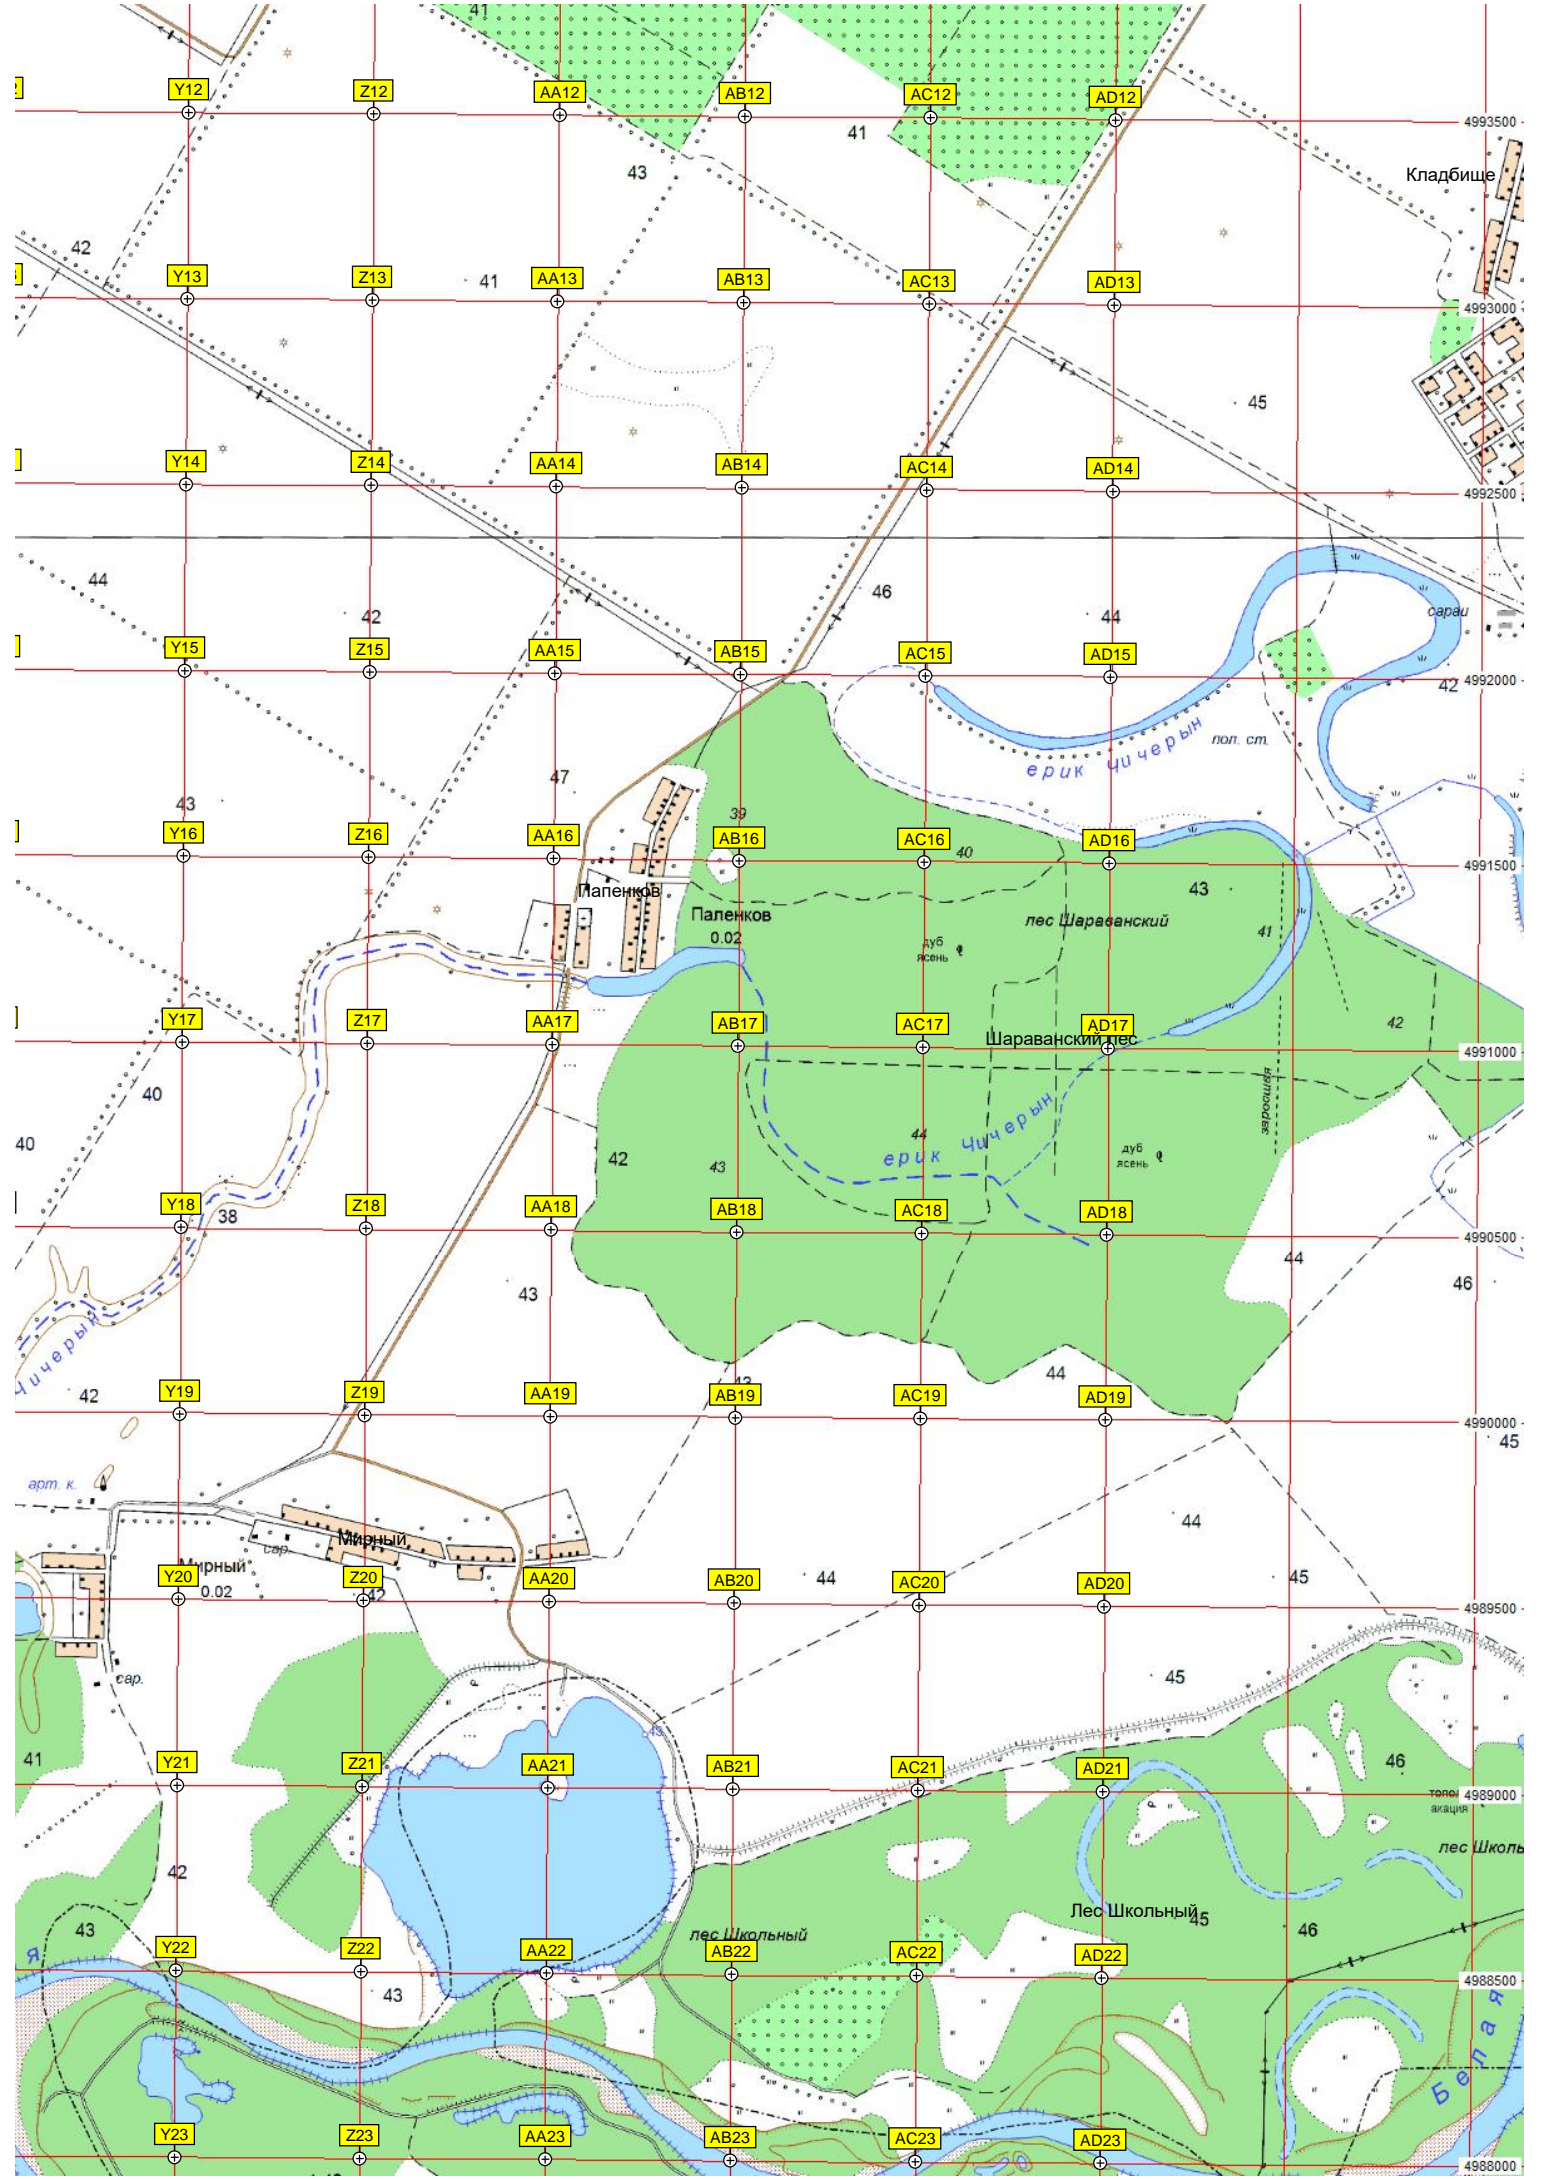 41
Y12 Z12 AA12 AB12 AC12 AD12
4993500
41
43
Кладбище
42
Y13 Z13 41 AA13 AB13 AC13 AD13
4993000
45
Y14 Z14 AA14 AB14 AC14 AD14
4992500
44
42
46
44
сараи
Y15 Z15 AA15 AB15 AC15 AD15
4992000
42
ерик Чичерын
пол. ст.
47
43
39
Y16 Z16 AA16 AB16 AC16 40 AD16
4991500
43
Папенков
Паленков
0.02
лес Шараванский
41
дуб
ясень
Y17 Z17 AA17 AB17 AC17 AD17
42
Шараванский лес
4991000
40
заросшая
40
44
ерик Чичерын
42
43
дуб
ясень
Y18 Z18 AA18 AB18 AC18 AD18
38
4990500
44
46
43
Чичерын
44
42
43
Y19 Z19 AA19 AB19 AC19 AD19
4990000
45
арт. к.
44
Мирный
сар.
Мирный
0.02
Y20 Z20 AA20 AB20 44 AC20 AD20 45
42
4989500
сар.
45
43
41
46
Y21 Z21 AA21 AB21 AC21 AD21
4989000
акация
лес Школь
42
Лес Школьный
45
46
43
я
лес Школьный
Y22 Z22 AA22 AB22 AC22 AD22
4988500
43
Белая
Y23 Z23 AA23 AB23 AC23 AD23
4988000